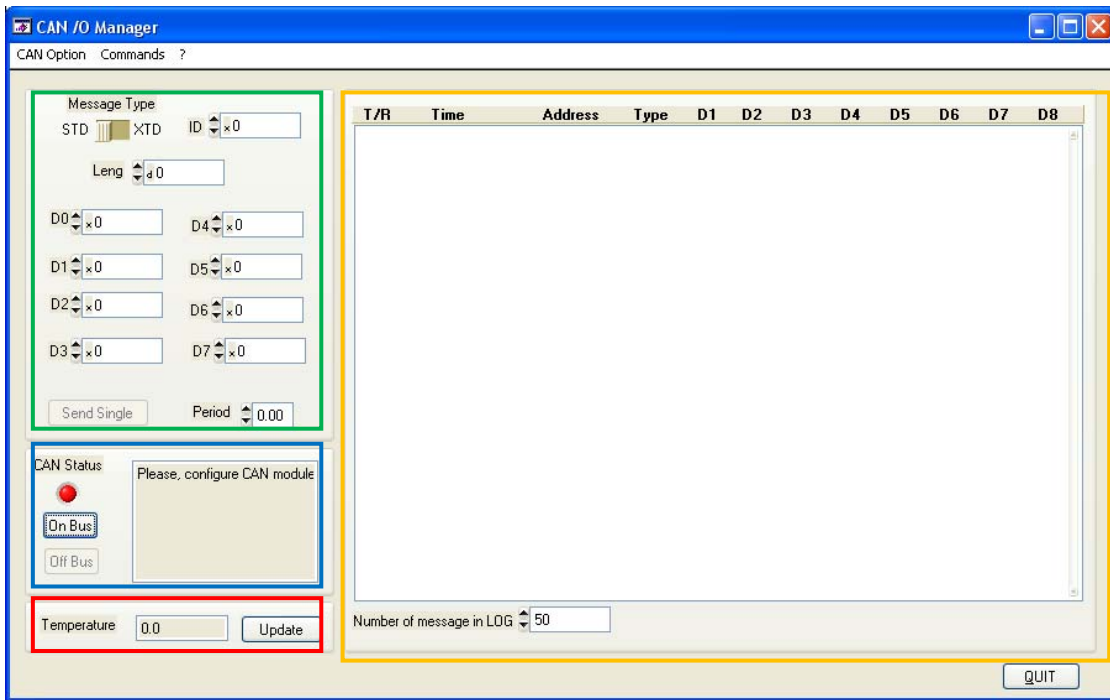 CAN /O Manager
CAN Option Commands ?
Message Type
STD XTD ID x0
Leng d 0
D0 x0 D4 x0
D1 x0 D5 x0
D2 x0 D6 x0
D3 x0 D7 x0
Send Single Period 0.00
CAN Status
Please, configure CAN module
On Bus
Off Bus
Temperature 0.0 Update
T/R Time Address Type D1 D2 D3 D4 D5 D6 D7 D8
Number of message in LOG 50
QUIT